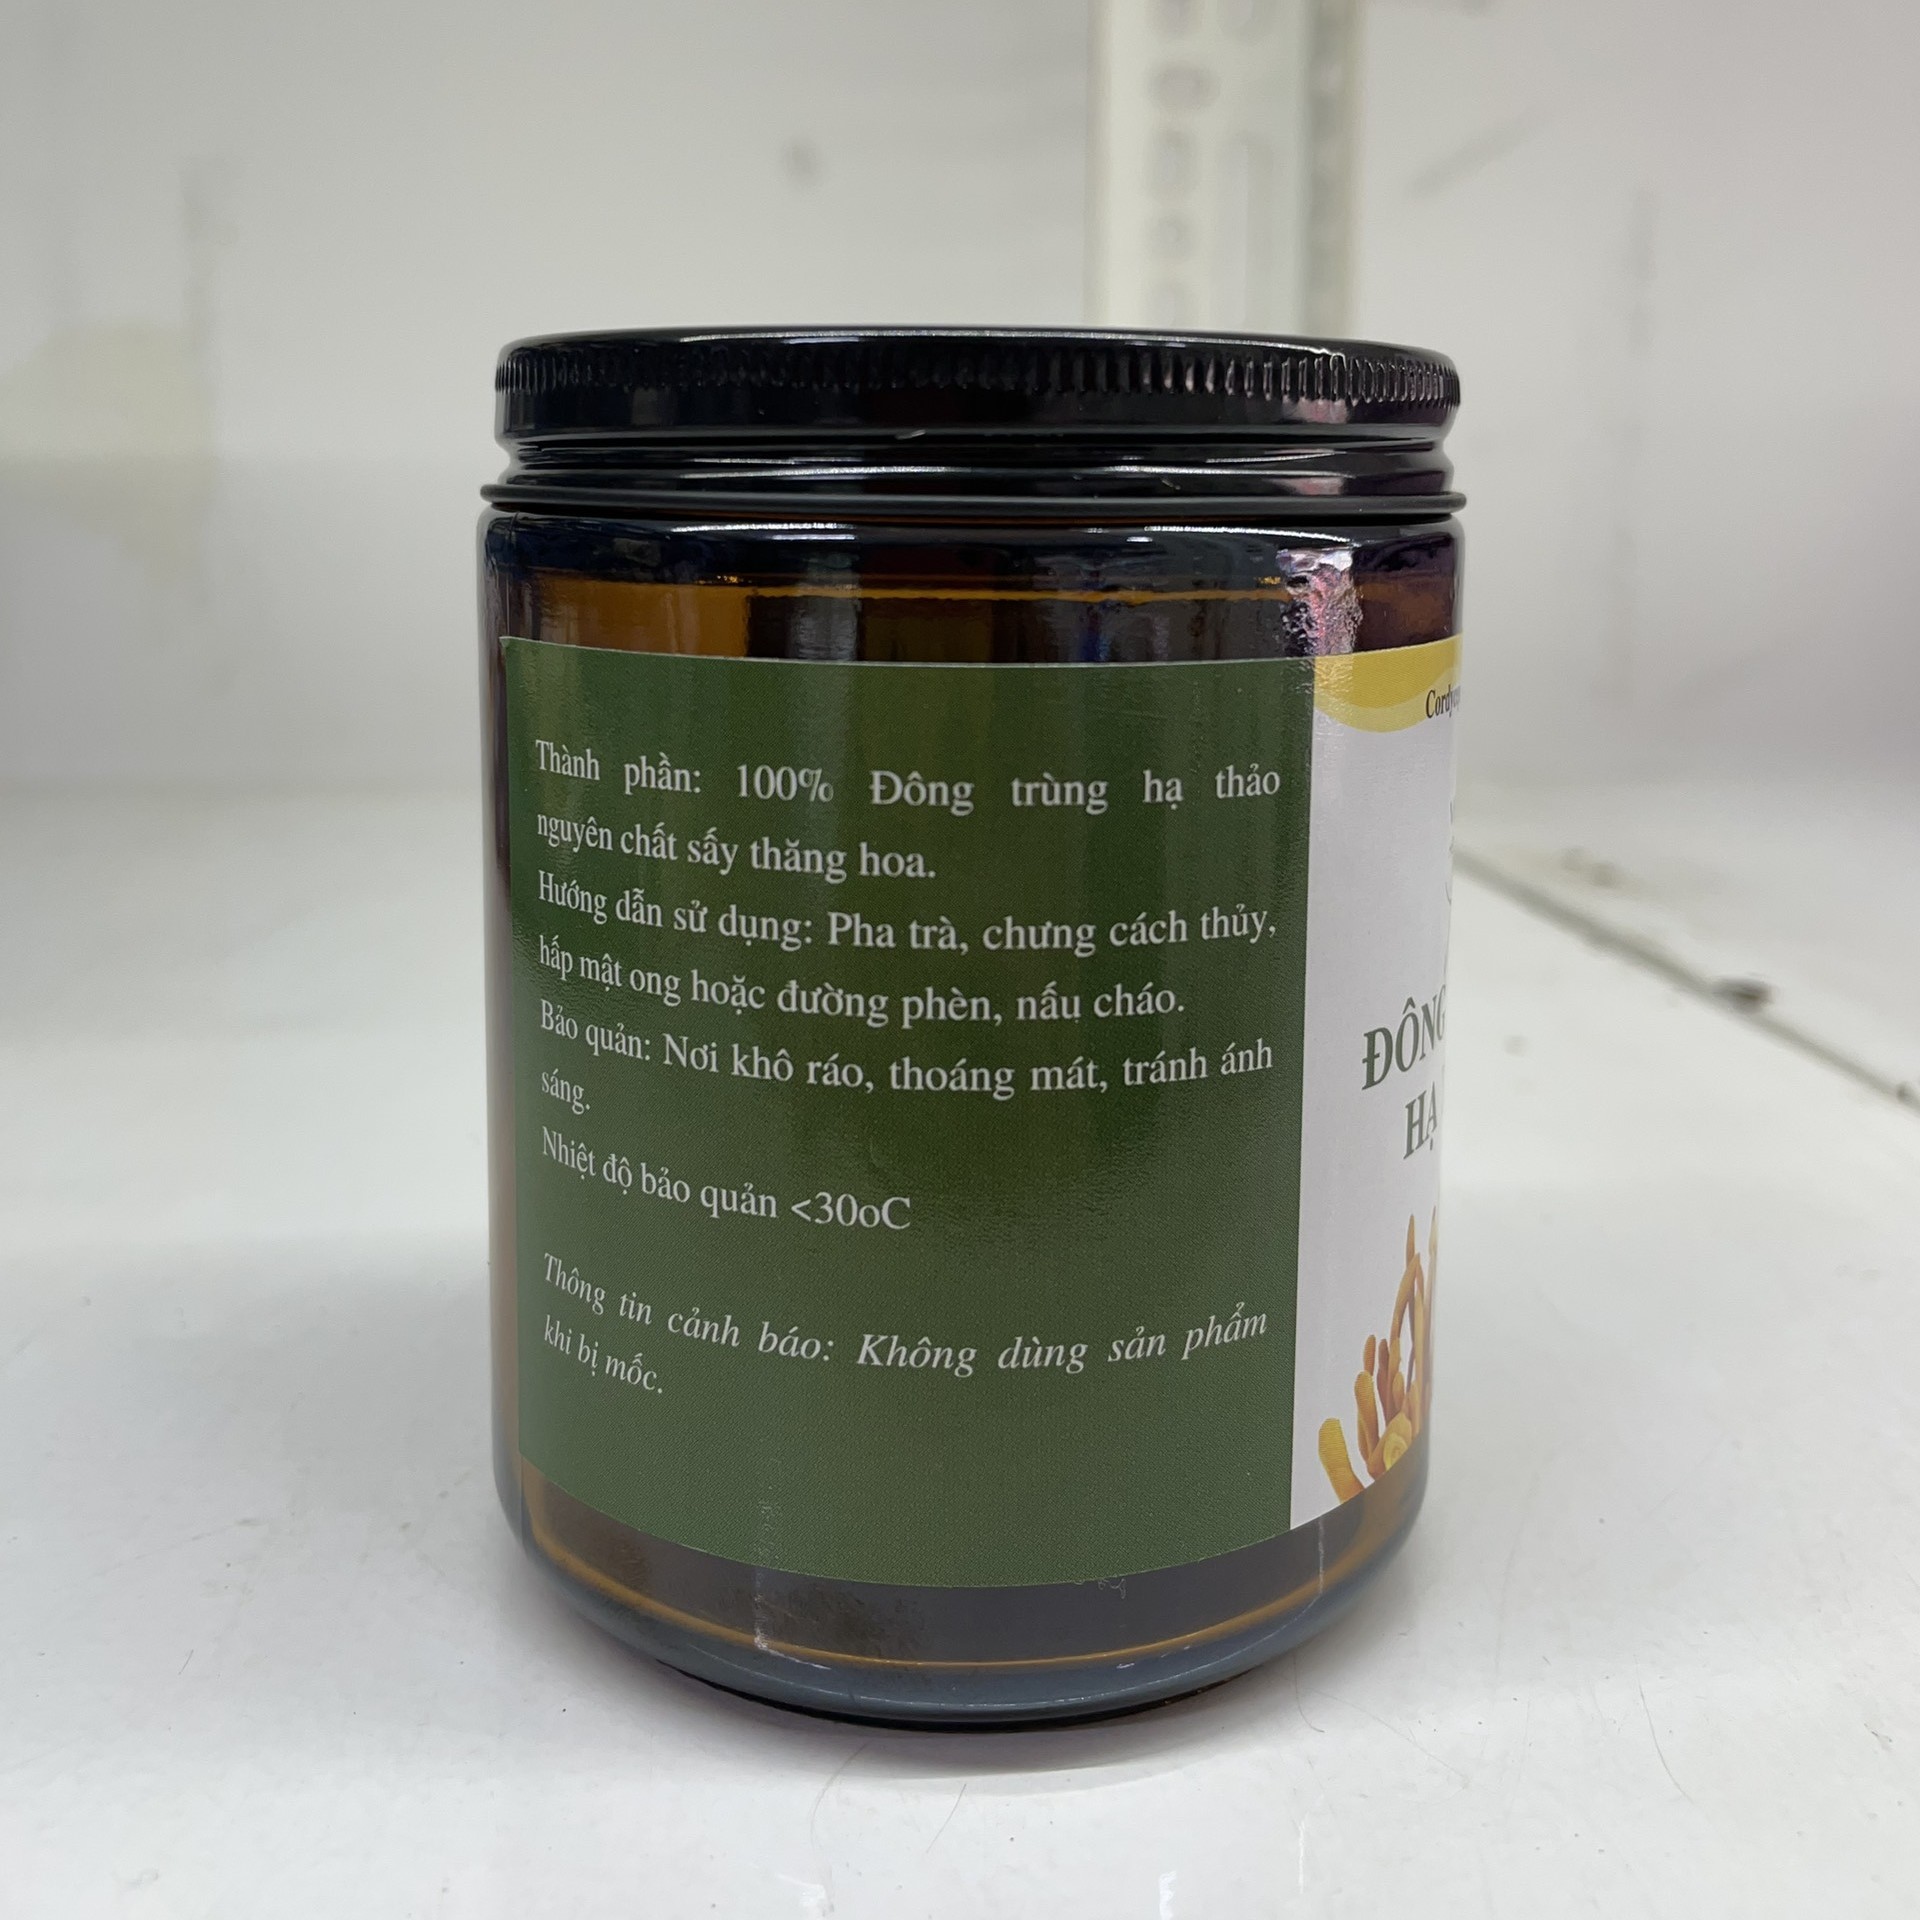 Thành phần: 100% Đông trùng hạ thảo
nguyên chất sấy thăng hoa.
Hướng dẫn sử dụng: Pha trà, chưng cách thủy,
hấp mật ong hoặc đường phèn, nấu cháo.
Bảo quản: Nơi khô ráo, thoáng mát, tránh ánh
sáng.
Nhiệt độ bảo quản <30oC
Thông tin cảnh báo: Không dùng sản phẩm
khi bị mốc.
ĐÔNG
HẠ